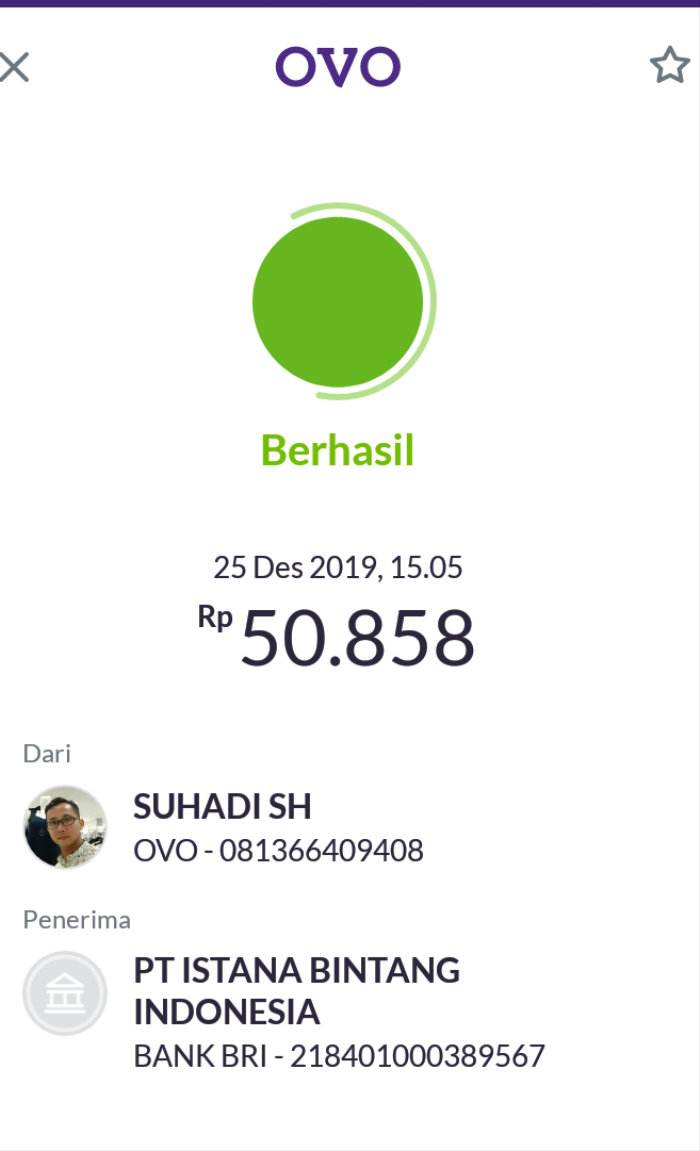 OVO
Berhasil
25 Des 2019, 15.05
Rp 50.858
Dari
SUHADI SH
OVO - 081366409408
Penerima
PT ISTANA BINTANG
INDONESIA
BANK BRI - 218401000389567